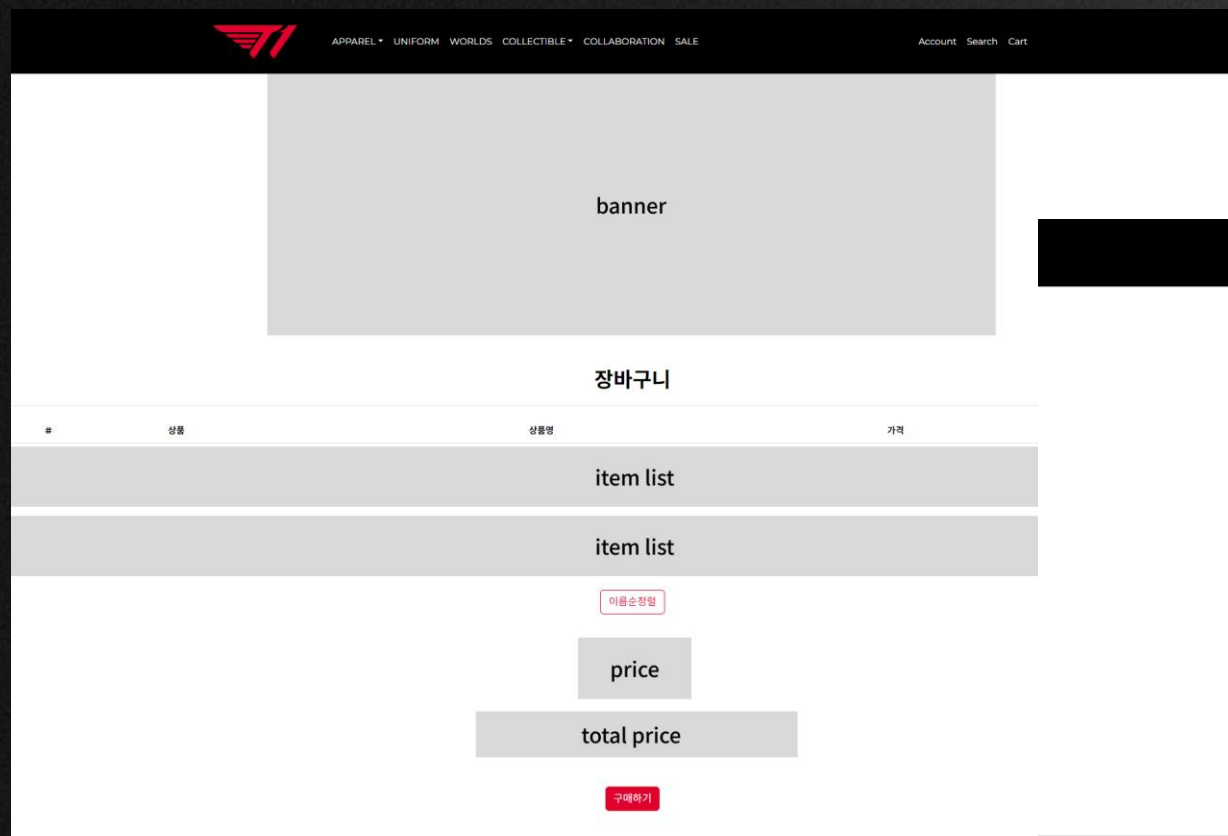 T1
APPAREL UNIFORM WORLDS COLLECTIBLE COLLABORATION SALE
Account Search Cart
banner
장바구니
# 상품 상품명 가격
item list
item list
이름순정렬
price
total price
구매하기